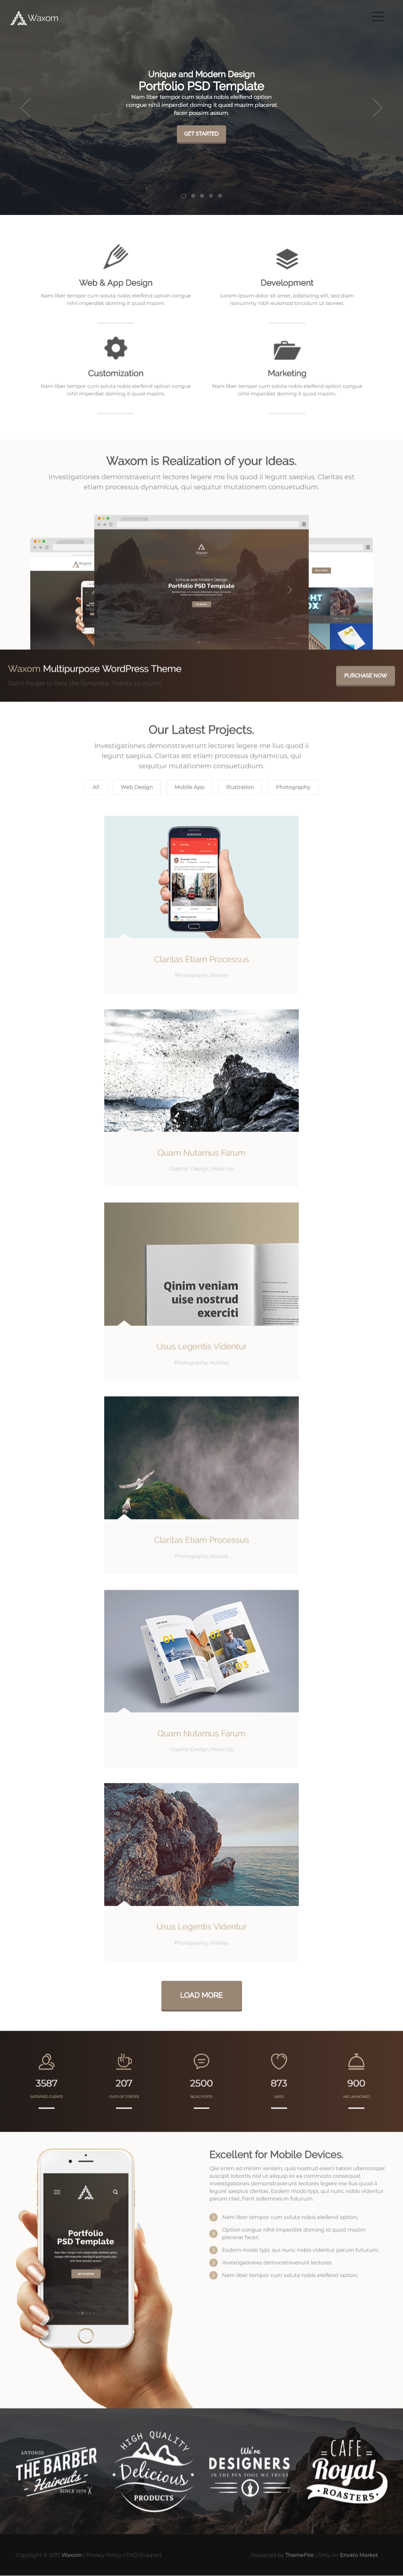 Waxom
Unique and Modern Design
Portfolio PSD Template
Nam liber tempor cum soluta nobis eleifend option
congue nihil imperdiet doming it quod mazim placerat
facer possim assum.
GET STARTED
Web & App Design
Nam liber tempor cum soluta nobis eleifend option congue
nihil imperdiet doming it quod mazim.
Development
Lorem ipsum dolor sit amet, adipiscing elit, sed diam
nonummy nibh euismod tincidunt ut laoreet.
Customization
Nam liber tempor cum soluta nobis eleifend option congue
nihil imperdiet doming it quod mazim.
Marketing
Nam liber tempor cum soluta nobis eleifend option congue
nihil imperdiet doming it quod mazim.
Waxom is Realization of your Ideas.
Investigationes demonstraverunt lectores legere me lius quod ii legunt saepius. Claritas est
etiam processus dynamicus, qui sequitur mutationem consuetudium.
Unique and Modern Design
Portfolio PSD Template
Waxom Multipurpose WordPress Theme
Don't Forget to Rate the Template. Thanks so much!
PURCHASE NOW
Our Latest Projects.
Investigationes demonstraverunt lectores legere me lius quod ii
legunt saepius. Claritas est etiam processus dynamicus, qui
sequitur mutationem consuetudium.
All
Web Design
Mobile App
Illustration
Photography
Claritas Etiam Processus
Photography, Nature
Quam Nutamus Farum
Graphic Design, Mock-Up
Qinim veniam
uise nostrud
exerciti
Usus Legentis Videntur
Photography, Holiday
Claritas Etiam Processus
Photography, Nature
01
02
03
Quam Nutamus Farum
Graphic Design, Mock-Up
Usus Legentis Videntur
Photography, Holiday
LOAD MORE
3587
SATISFIED CLIENTS
207
CUPS OF COFFEE
2500
BLOG POSTS
873
LIKES
900
WE LAUNCHED
Portfolio
PSD Template
GET STARTED
Excellent for Mobile Devices.
Qisi enim ad minim veniam, quis nostrud exerci tation ullamcorper
suscipit lobortis nisl ut aliquip ex ea commodo consequat.
Investigationes demonstraverunt lectores legere me lius quod ii
legunt saepius claritas. Eodem modo typi, qui nunc nobis videntur
parum clari, fiant sollemnes in futurum.
Nam liber tempor cum soluta nobis eleifend option;
Option congue nihil imperdiet doming id quod mazim
placerat facer;
Eodem modo typi, qui nunc nobis videntur parum futurum;
Investigationes demonstraverunt lectores
Nam liber tempor cum soluta nobis eleifend option;
ANTONIO
THE BARBER
Haircuts
SINCE 1970
HIGH QUALITY
Delicious
PRODUCTS
We're
DESIGNERS
IN THE PEN TOOL WE TRUST
CAFE
Royal
ROASTERS
Copyright © 2015 Waxom | Privacy Policy | FAQ |Support
Designed by ThemeFire | Only on Envato Market